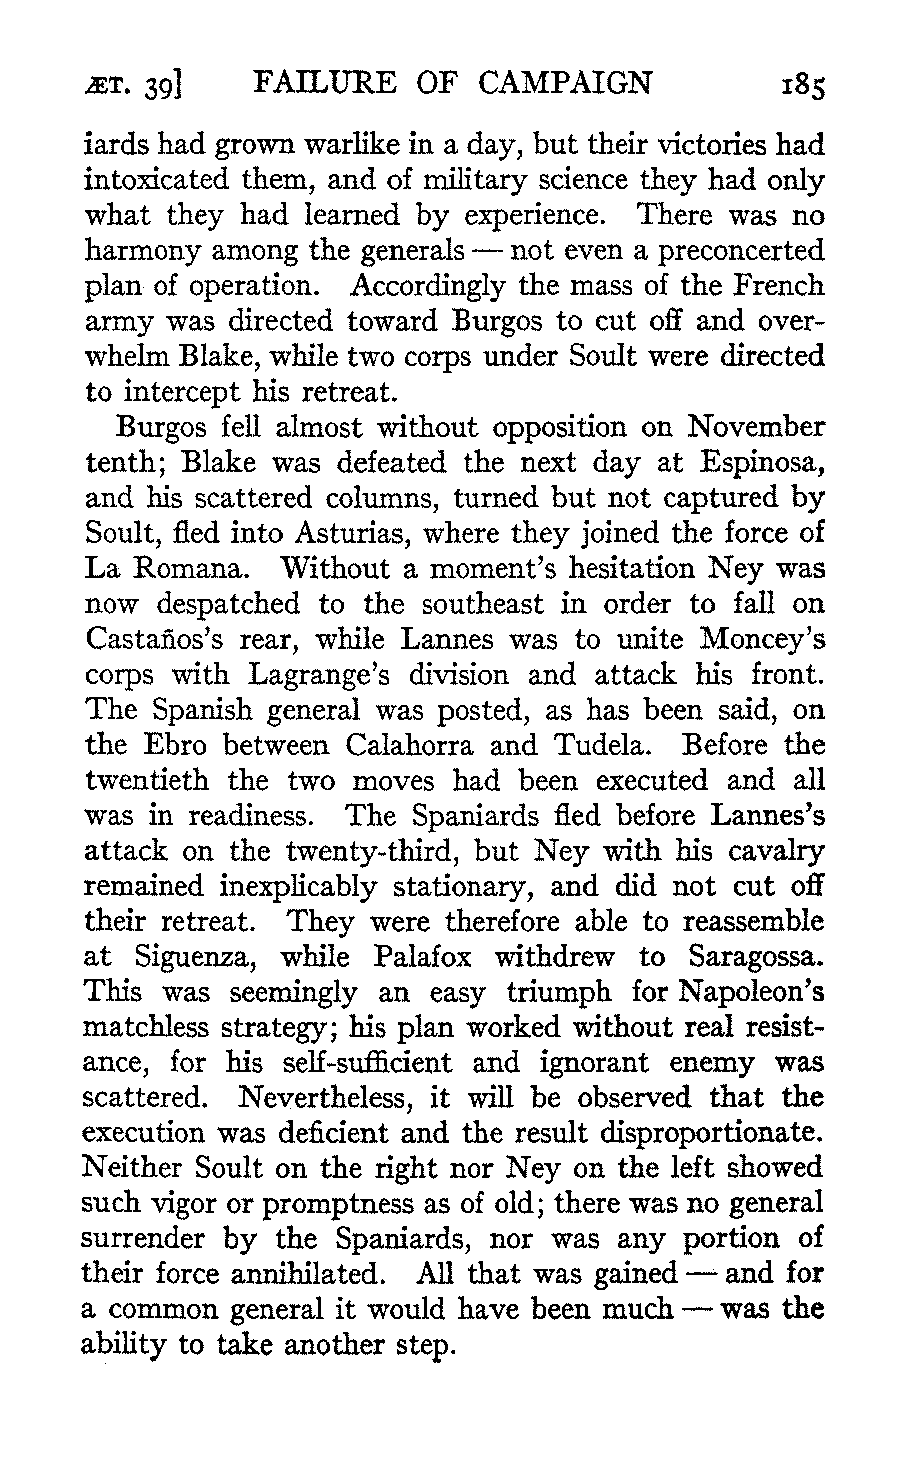 ÆT. 39] FAILURE OF CAMPAIGN 185
iards had grown warlike in a day, but their victories had
intoxicated them, and of military science they had only
what they had learned by experience. There was no
harmony among the generals — not even a preconcerted
plan of operation. Accordingly the mass of the French
army was directed toward Burgos to cut off and over-
whelm Blake, while two corps under Soult were directed
to intercept his retreat.
Burgos fell almost without opposition on November
tenth; Blake was defeated the next day at Espinosa,
and his scattered columns, turned but not captured by
Soult, fled into Asturias, where they joined the force of
La Romana. Without a moment's hesitation Ney was
now despatched to the southeast in order to fall on
Castaños's rear, while Lannes was to unite Moncey's
corps with Lagrange's division and attack his front.
The Spanish general was posted, as has been said, on
the Ebro between Calahorra and Tudela. Before the
twentieth the two moves had been executed and all
was in readiness. The Spaniards fled before Lannes's
attack on the twenty-third, but Ney with his cavalry
remained inexplicably stationary, and did not cut off
their retreat. They were therefore able to reassemble
at Siguenza, while Palafox withdrew to Saragossa.
This was seemingly an easy triumph for Napoleon's
matchless strategy; his plan worked without real resist-
ance, for his self-sufficient and ignorant enemy was
scattered. Nevertheless, it will be observed that the
execution was deficient and the result disproportionate.
Neither Soult on the right nor Ney on the left showed
such vigor or promptness as of old; there was no general
surrender by the Spaniards, nor was any portion of
their force annihilated. All that was gained — and for
a common general it would have been much — was the
ability to take another step.